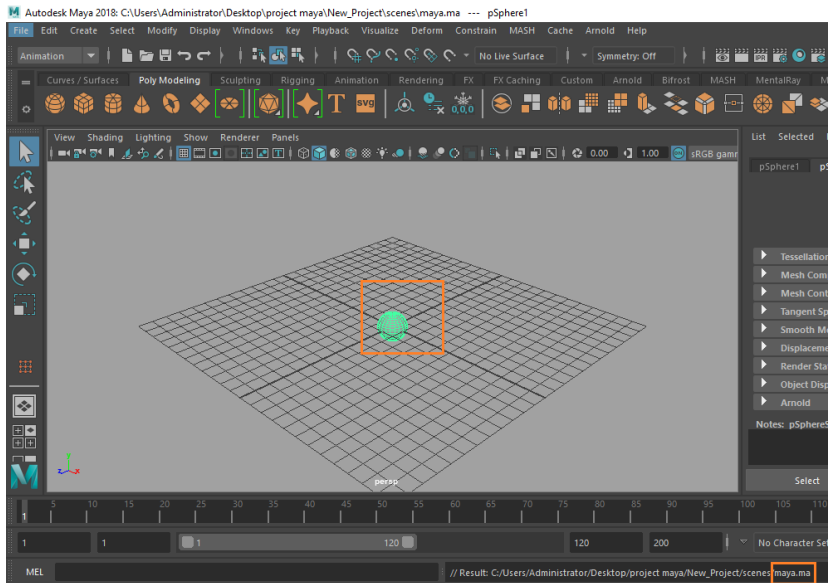 Autodesk Maya 2018: C:\Users\Administrator\Desktop\project maya\New_Project\scenes\maya.ma --- pSphere1
File Edit Create Select Modify Display Windows Key Playback Visualize Deform Constrain MASH Cache Arnold Help
Animation No Live Surface Symmetry: Off
Curves / Surfaces Poly Modeling Sculpting Rigging Animation Rendering FX FX Caching Custom Arnold Bifrost MASH MentalRay M
T svg 0,0,0
View Shading Lighting Show Renderer Panels List Selected
0.00 1.00 sRGB gamm
pSphere1 pS
Tessellation
Mesh Com
Mesh Cont
Tangent Sp
Smooth Me
Displaceme
Render Sta
Object Disp
Arnold
Notes: pSphereS
persp
Select
5 10 15 20 25 30 35 40 45 50 55 60 65 70 75 80 85 90 95 100 105 110
1
1 1 1 120 120 200 No Character Set
MEL // Result: C:/Users/Administrator/Desktop/project maya/New_Project/scenes/maya.ma